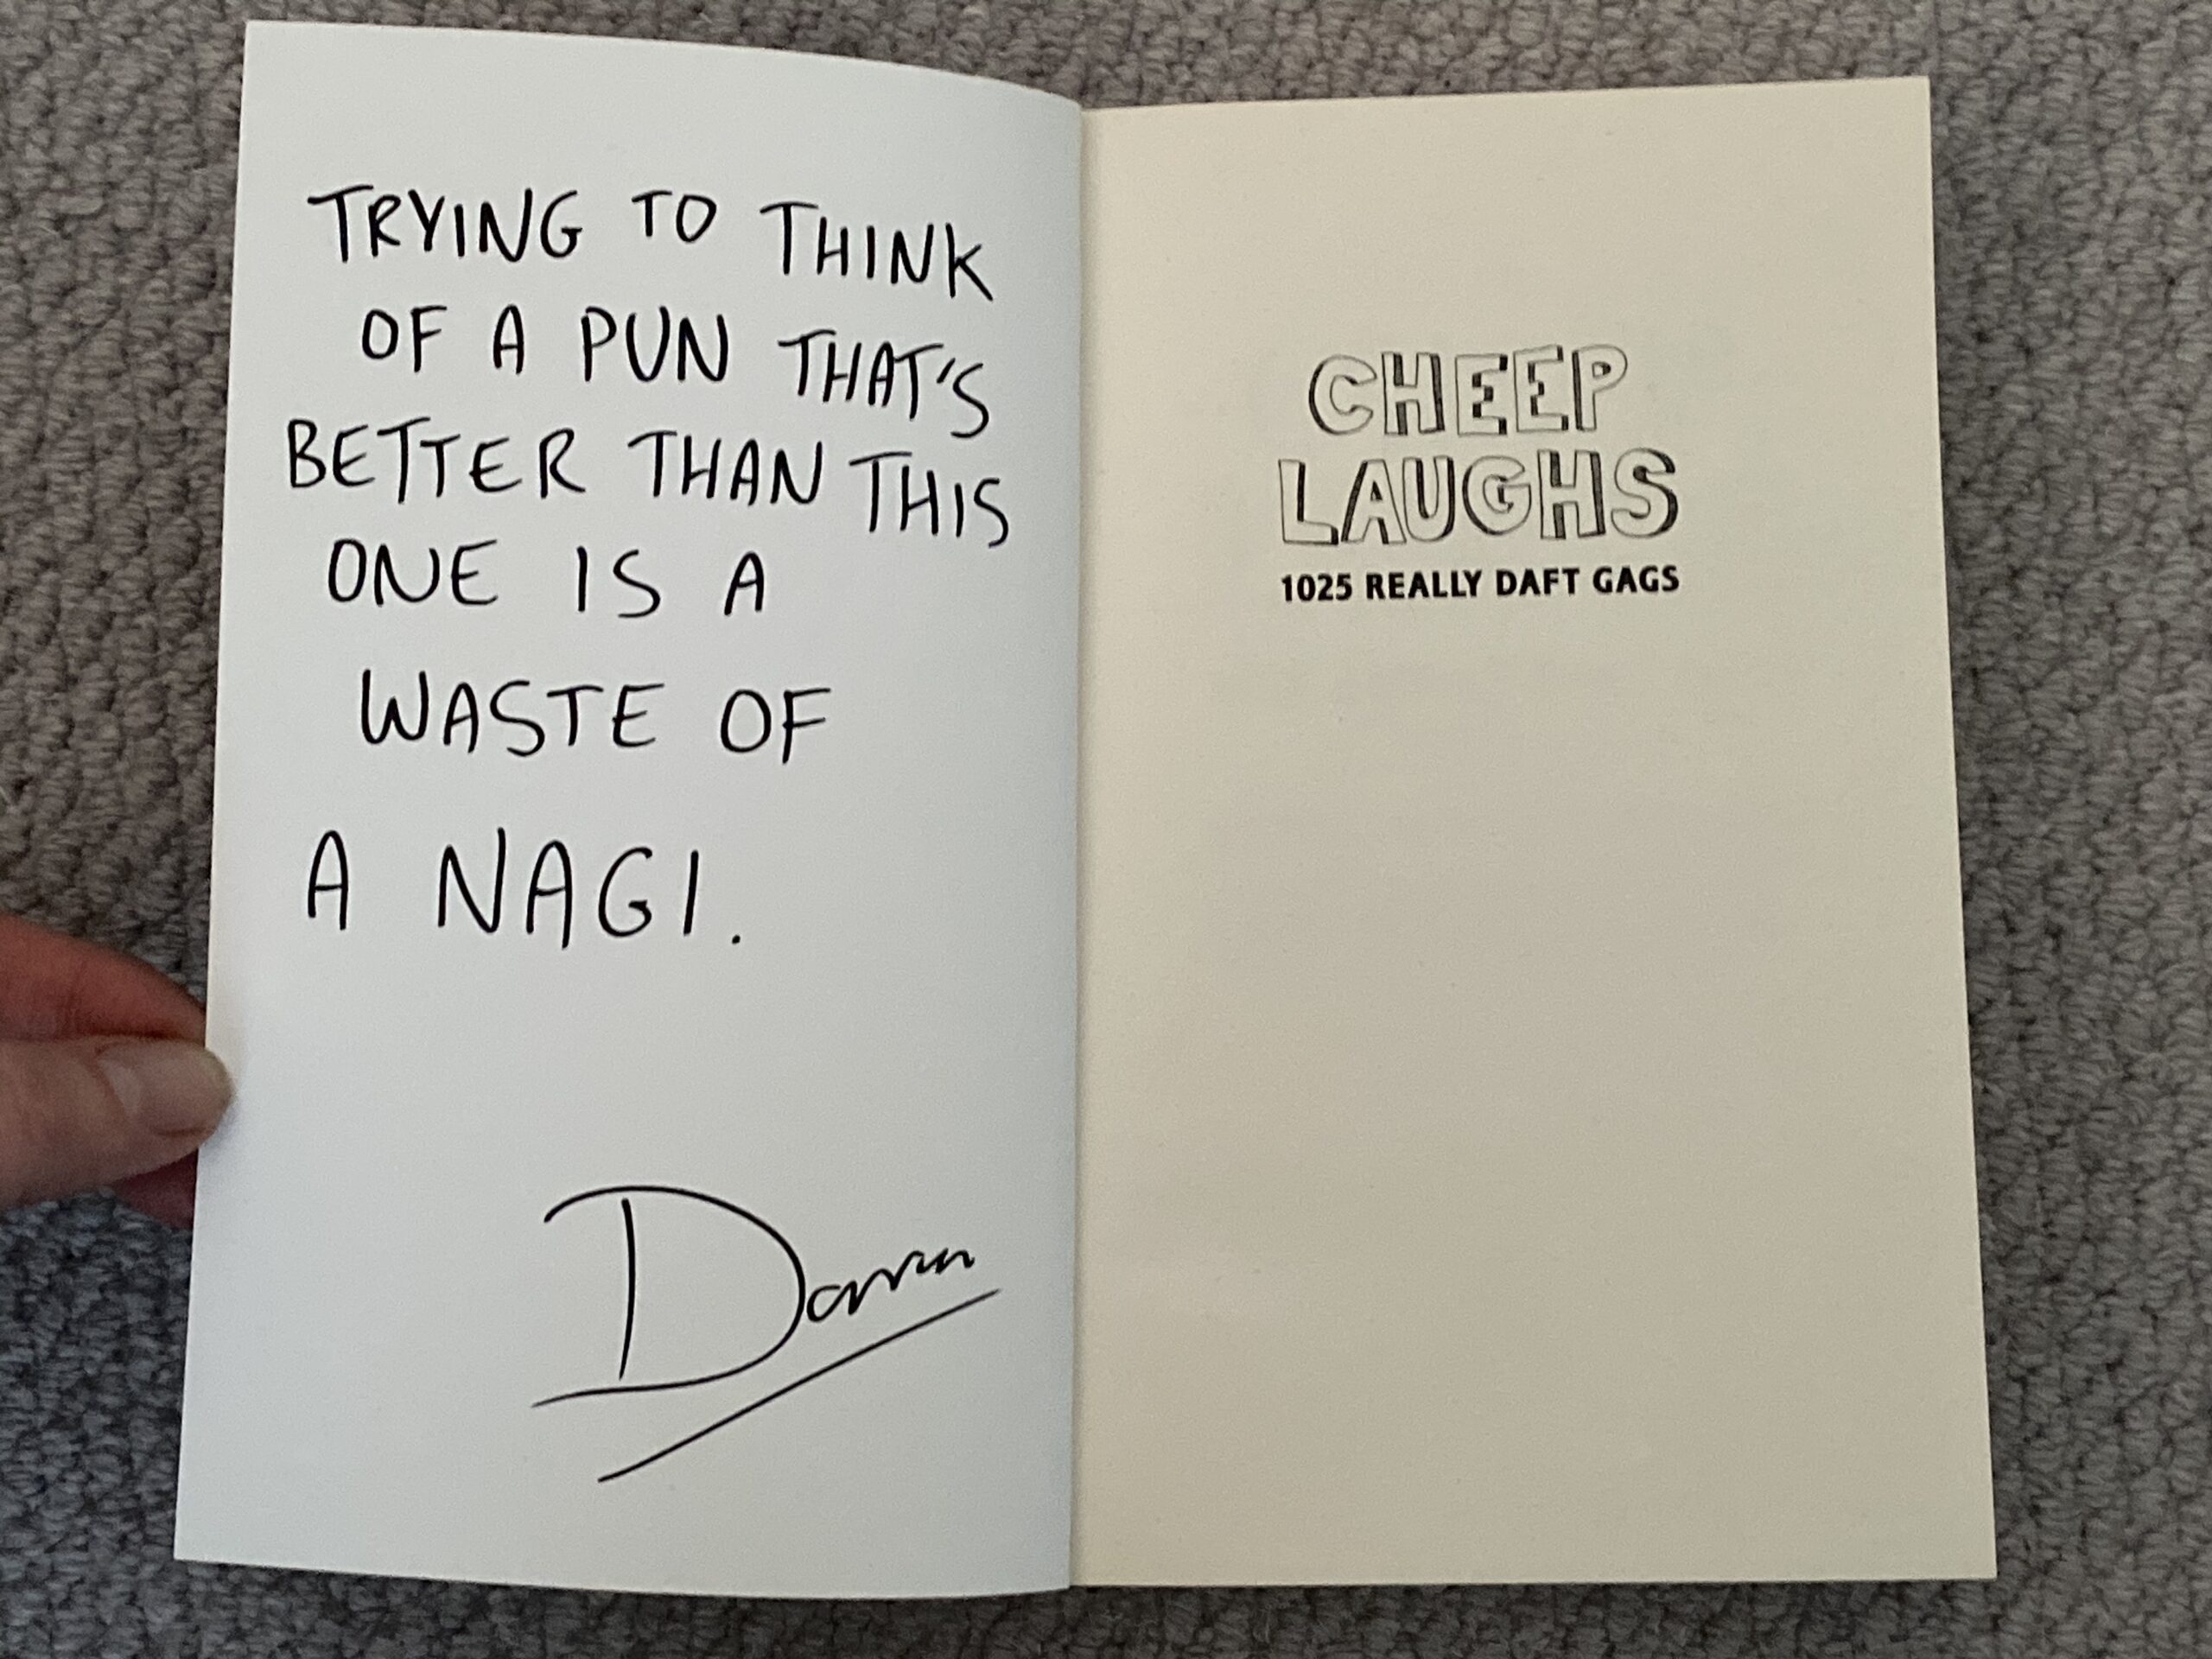 TRYING TO THINK
OF A PUN THAT'S
BETTER THAN THIS
ONE IS A
WASTE OF
A NAGI.
Darren
CHEEP
LAUGHS
1025 REALLY DAFT GAGS